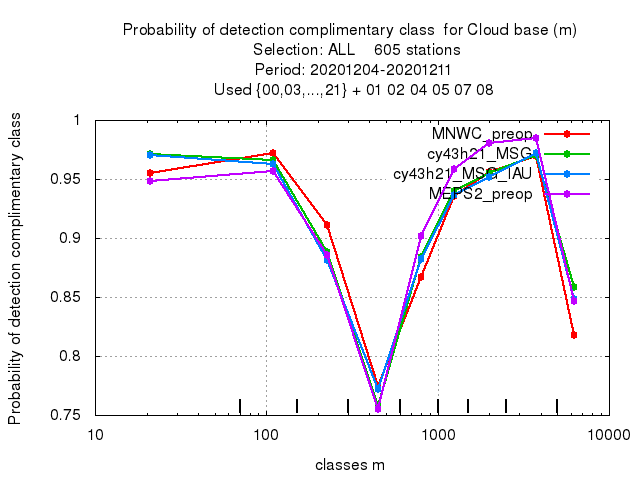 Probability of detection complimentary class for Cloud base (m)
Selection: ALL 605 stations
Period: 20201204-20201211
Used {00,03,...,21} + 01 02 04 05 07 08
Probability of detection complimentary class
1
0.95
0.9
0.85
0.8
0.75
MNWC_preop
cy43h21_MSG
cy43h21_MSG_IAU
MEPS2_preop
10
100
1000
10000
classes m